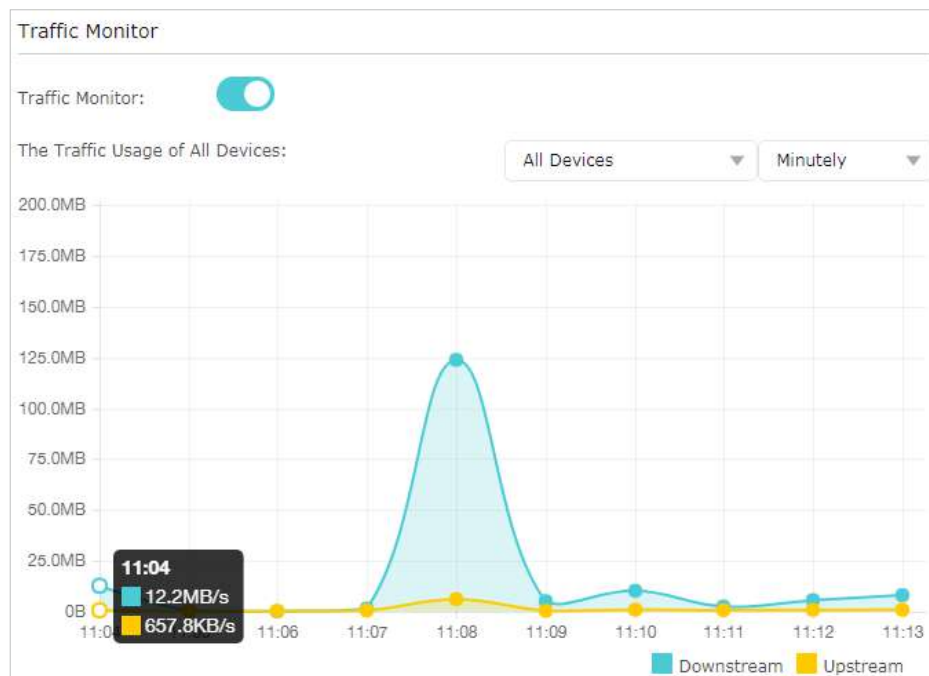 Traffic Monitor
Traffic Monitor:
The Traffic Usage of All Devices:
All Devices
Minutely
200.0MB
175.0MB
150.0MB
125.0MB
100.0MB
75.0MB
50.0MB
25.0MB
0B
11:04
12.2MB/s
657.8KB/s
11:06 11:07 11:08 11:09 11:10 11:11 11:12 11:13
Downstream Upstream